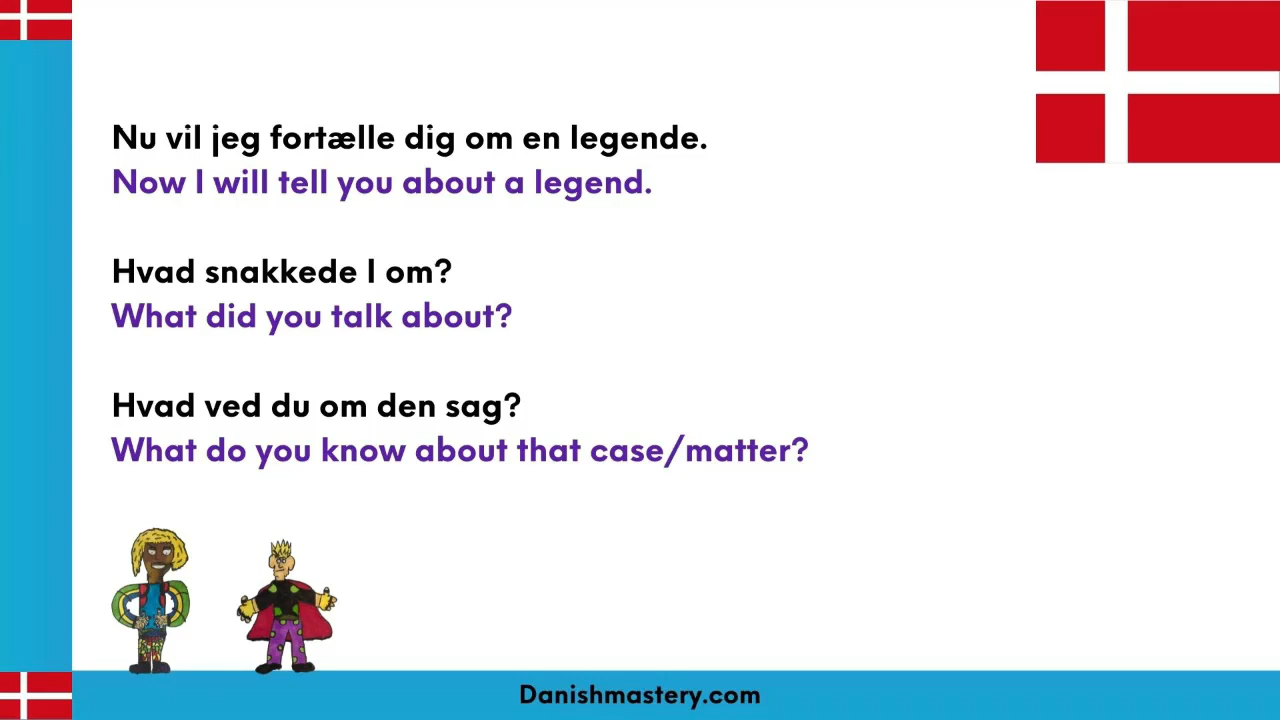 Nu vil jeg fortælle dig om en legende.
Now I will tell you about a legend.
Hvad snakkede I om?
What did you talk about?
Hvad ved du om den sag?
What do you know about that case/matter?
Danishmastery.com